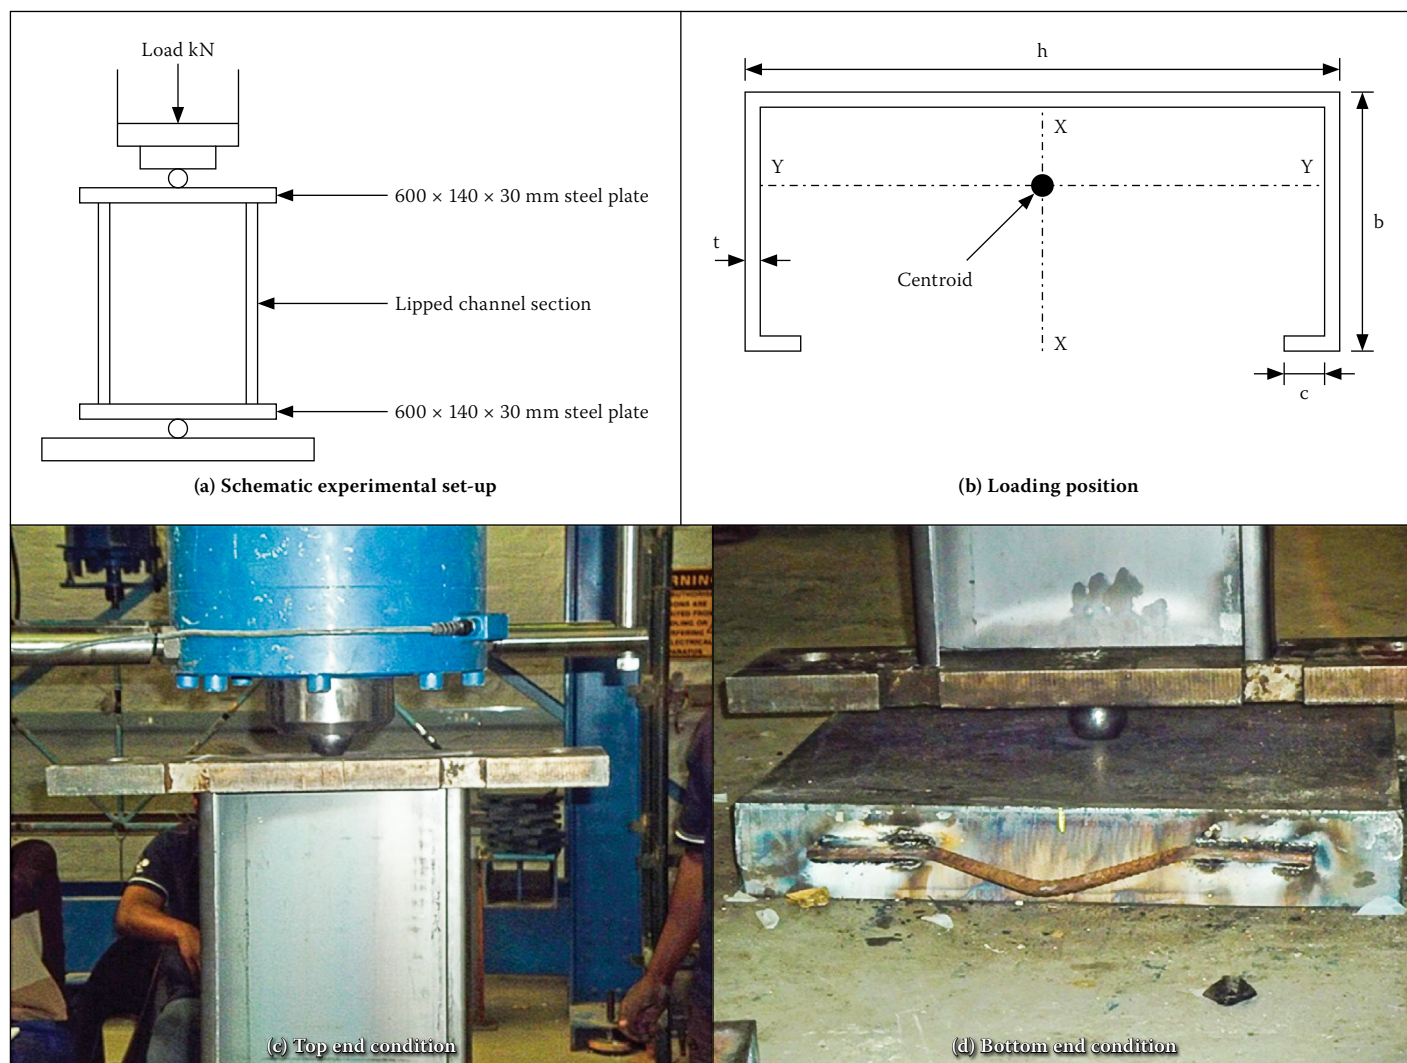 Load kN
600 × 140 × 30 mm steel plate
Lipped channel section
600 × 140 × 30 mm steel plate
(a) Schematic experimental set-up
h
X
Y
Y
b
t
Centroid
X
c
(b) Loading position
(c) Top end condition
(d) Bottom end condition